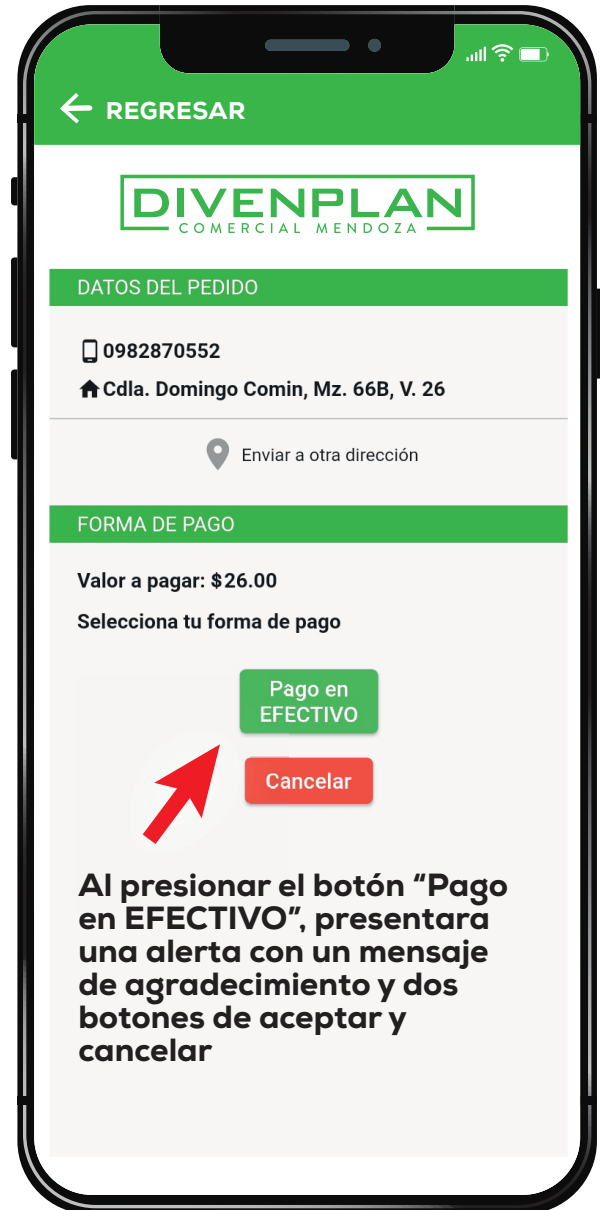 REGRESAR
DIVENPLAN
COMERCIAL MENDOZA
DATOS DEL PEDIDO
0982870552
Cdla. Domingo Comin, Mz. 66B, V. 26
Enviar a otra dirección
FORMA DE PAGO
Valor a pagar: $26.00
Selecciona tu forma de pago
Pago en
EFECTIVO
Cancelar
Al presionar el botón “Pago
en EFECTIVO”, presentara
una alerta con un mensaje
de agradecimiento y dos
botones de aceptar y
cancelar